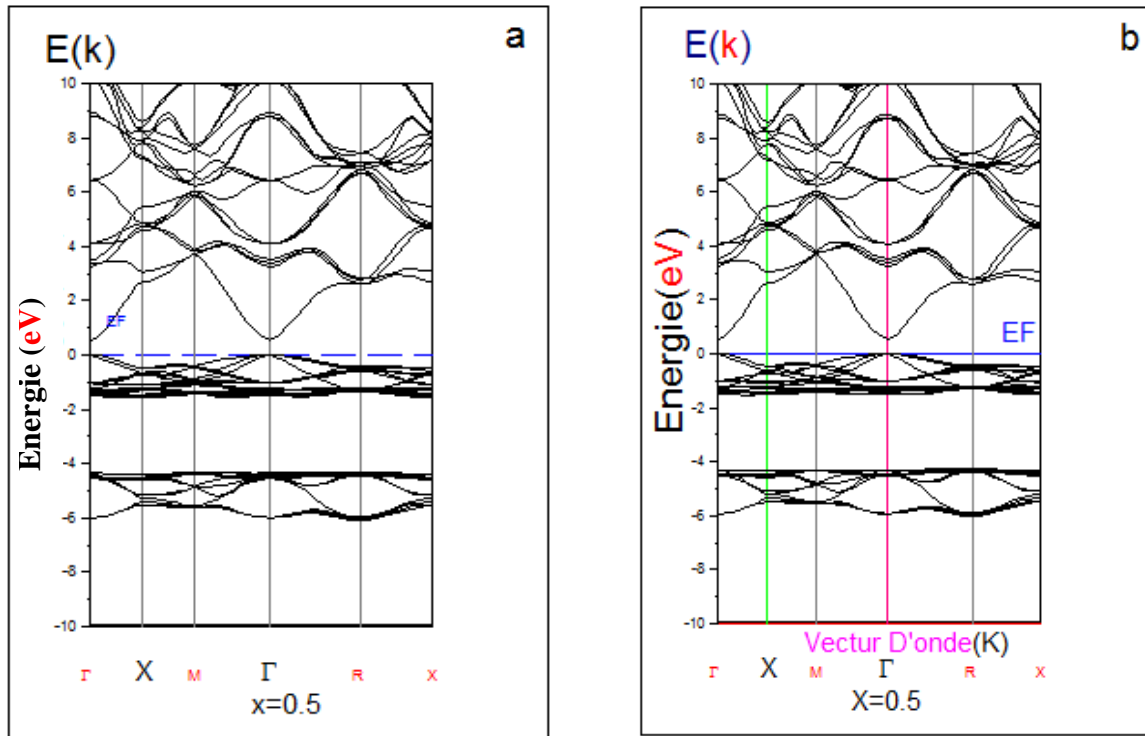 a
E(k)
10
8
6
4
2
0
-2
-4
-6
-8
-10
Energie (eV)
EF
Γ X M Γ R X
x=0.5
b
E(k)
10
8
6
4
2
0
-2
-4
-6
-8
-10
Energie(eV)
EF
Vectur D'onde(K)
Γ X M Γ R X
X=0.5